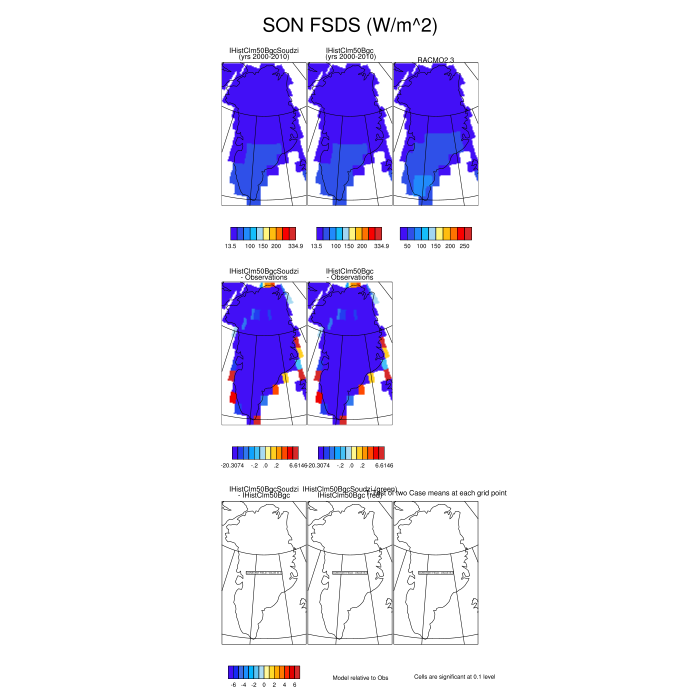 SON FSDS (W/m^2)
IHistClm50BgcSoudzi
(yrs 2000-2010)
IHistClm50Bgc
(yrs 2000-2010)
RACMO2.3
13.5 100 150 200 334.9
13.5 100 150 200 334.9
50 100 150 200 250
IHistClm50BgcSoudzi
- Observations
IHistClm50Bgc
- Observations
-20.3074 -.2 .0 .2 6.6146
-20.3074 -.2 .0 .2 6.6146
IHistClm50BgcSoudzi
- IHistClm50Bgc
IHistClm50BgcSoudzi (green)
IHistClm50Bgc (red)
of two Case means at each grid point
-6 -4 -2 0 2 4 6
Model relative to Obs
Cells are significant at 0.1 level